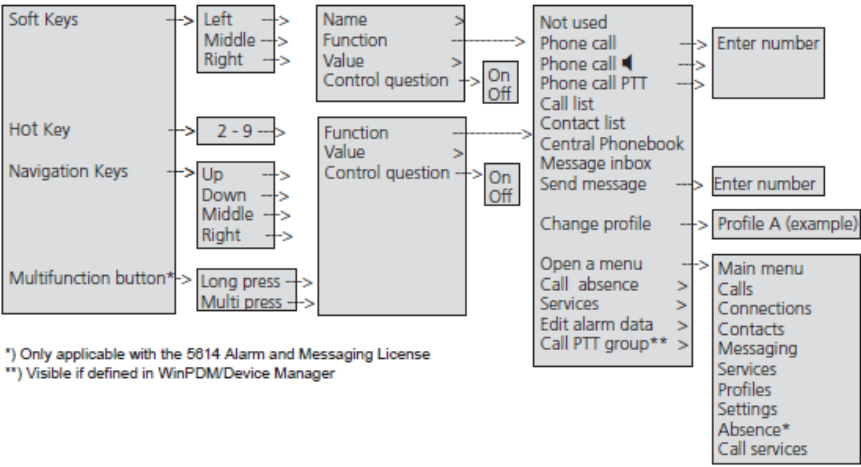 Soft Keys
Left
Middle
Right
Name >
Function
Value >
Control question
On
Off
Hot Key
2 - 9
Navigation Keys
Up
Down
Middle
Right
Multifunction button*
Long press
Multi press
Function
Value >
Control question
On
Off
Not used
Phone call
Phone call
Phone call PTT
Call list
Contact list
Central Phonebook
Message inbox
Send message
Change profile
Open a menu
Call absence >
Services >
Edit alarm data >
Call PTT group** >
Enter number
Enter number
Profile A (example)
Main menu
Calls
Connections
Contacts
Messaging
Services
Profiles
Settings
Absence*
Call services
*) Only applicable with the 5614 Alarm and Messaging License
**) Visible if defined in WinPDM/Device Manager